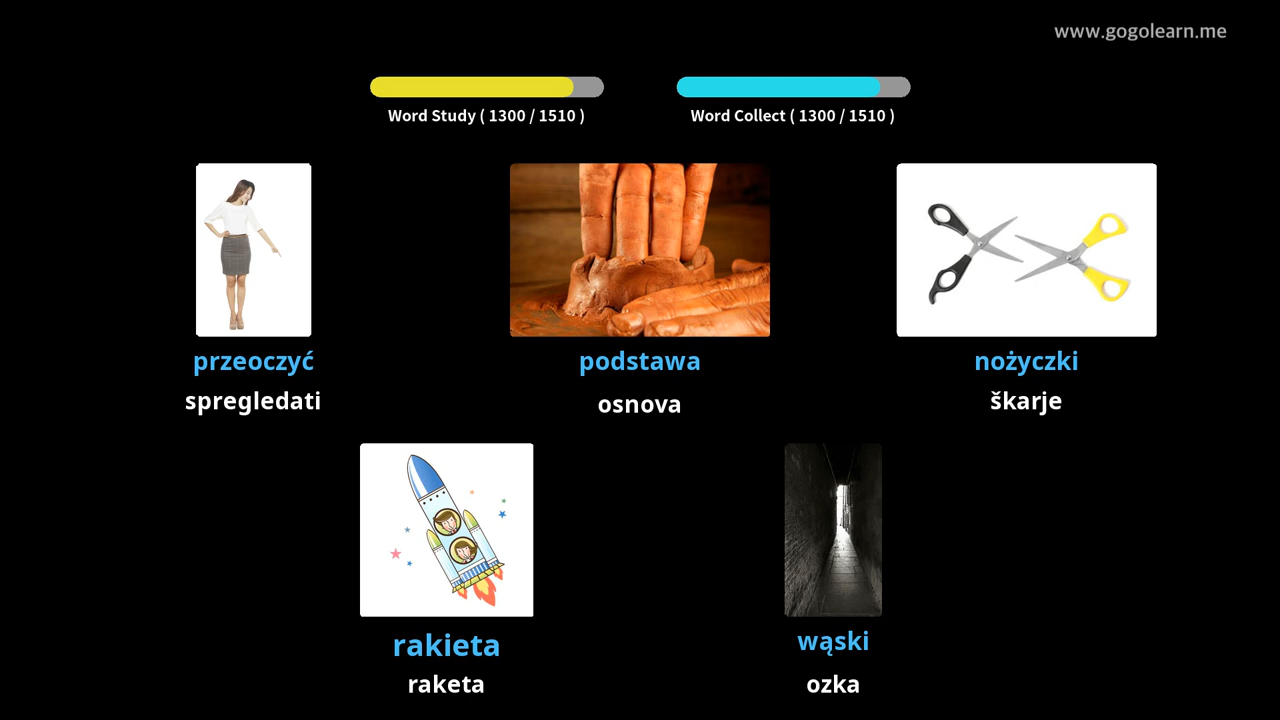 www.gogolearn.me
Word Study ( 1300 / 1510 )
Word Collect ( 1300 / 1510 )
przeoczyć
spregledati
podstawa
osnova
nożyczki
škarje
rakieta
raketa
wąski
ozka